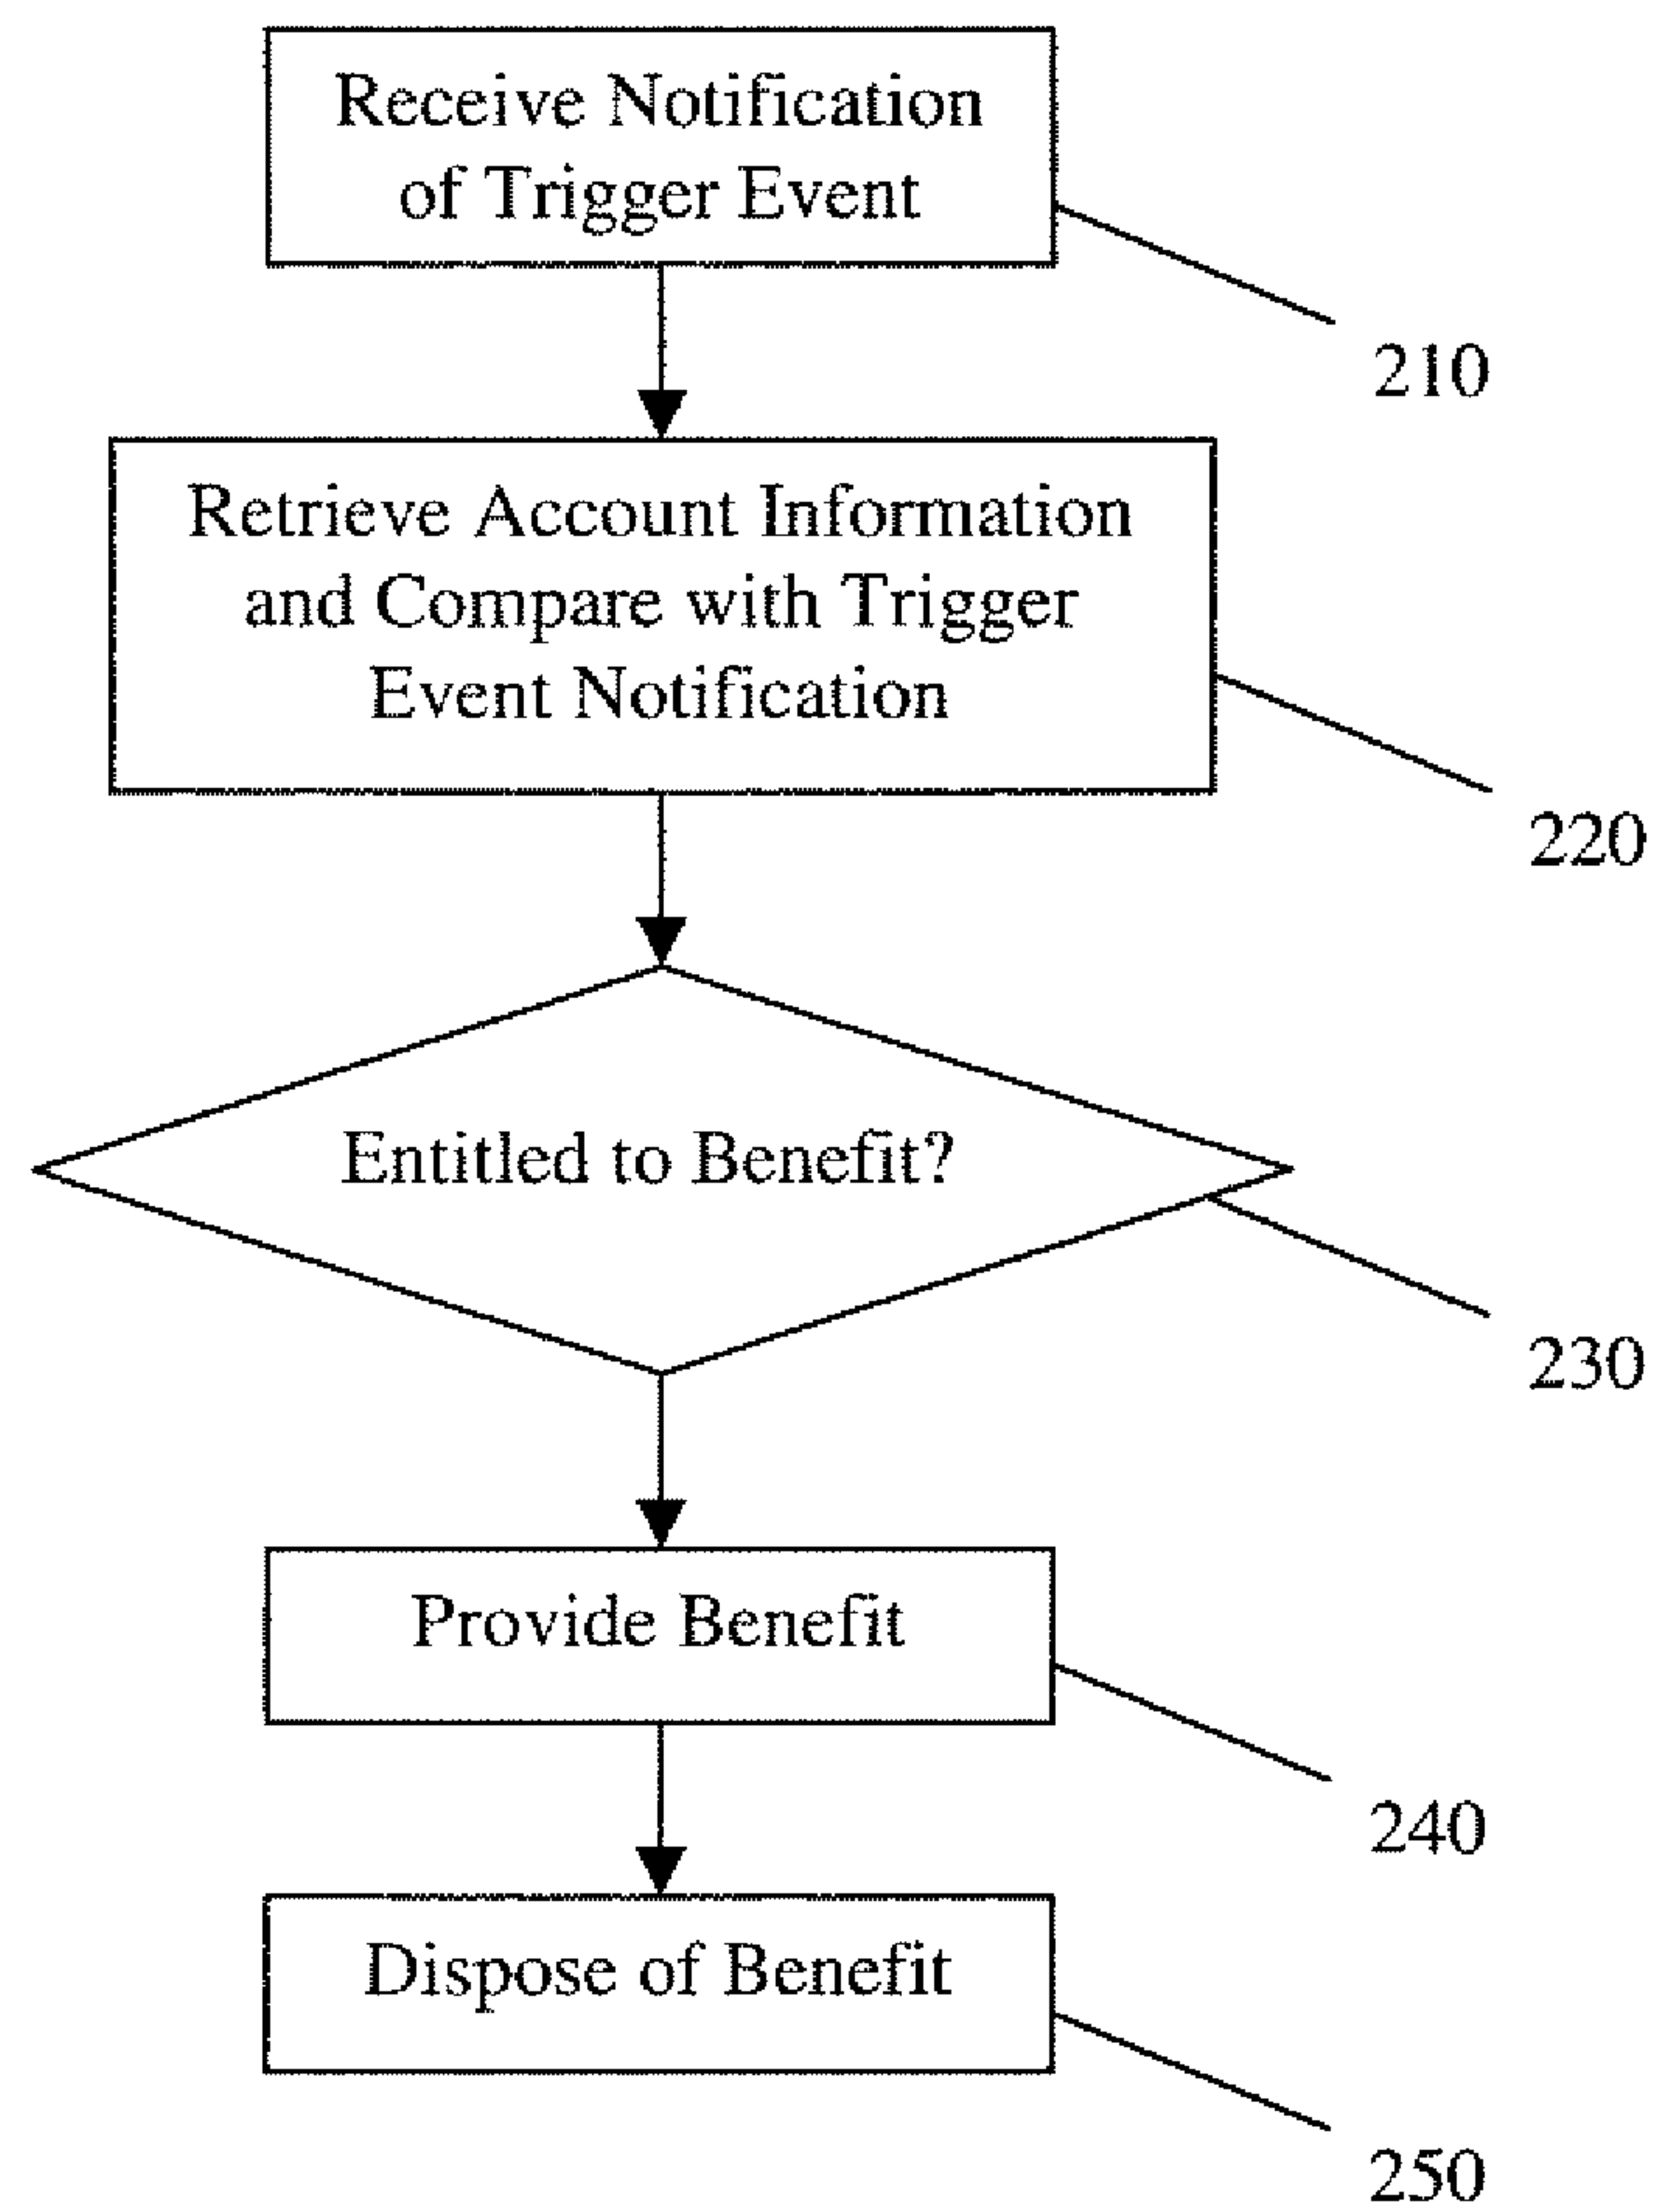 Receive Notification
of Trigger Event
210
Retrieve Account Information
and Compare with Trigger
Event Notification
220
Entitled to Benefit?
230
Provide Benefit
240
Dispose of Benefit
250